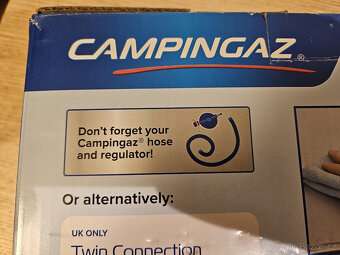 CAMPINGAZ®
Don't forget your
Campingaz® hose
and regulator!
Or alternatively:
UK ONLY
Twin Connection